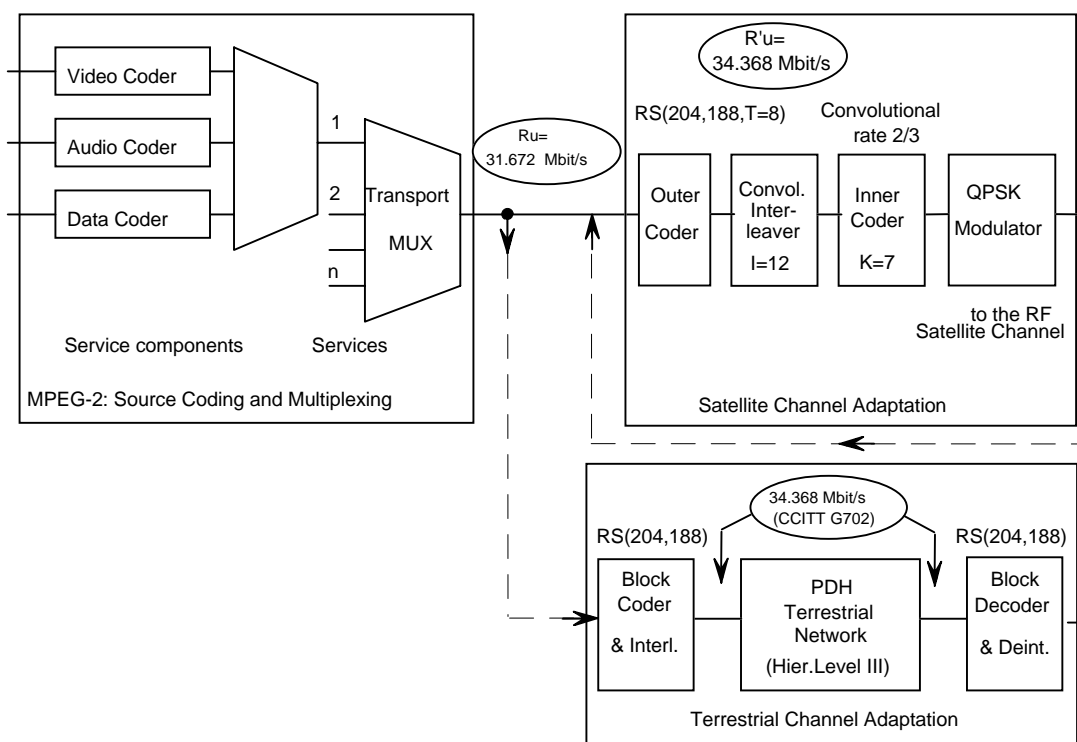 Video Coder
Audio Coder
Data Coder
1
2
n
Transport
MUX
Service components
Services
MPEG-2: Source Coding and Multiplexing
Ru=
31.672 Mbit/s
R'u=
34.368 Mbit/s
RS(204,188,T=8)
Convolutional
rate 2/3
Outer
Coder
Convol.
Inter-
leaver
I=12
Inner
Coder
K=7
QPSK
Modulator
to the RF
Satellite Channel
Satellite Channel Adaptation
34.368 Mbit/s
(CCITT G702)
RS(204,188)
RS(204,188)
Block
Coder
& Interl.
PDH
Terrestrial
Network
(Hier.Level III)
Block
Decoder
& Deint.
Terrestrial Channel Adaptation